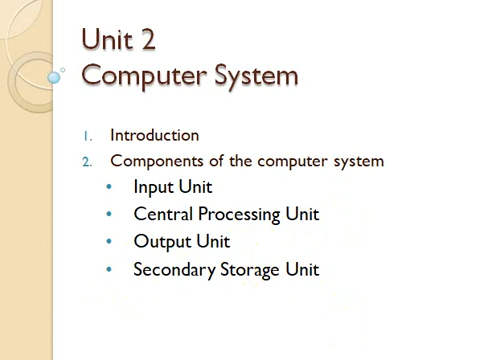 Unit 2
Computer System
1. Introduction
2. Components of the computer system
• Input Unit
• Central Processing Unit
• Output Unit
• Secondary Storage Unit